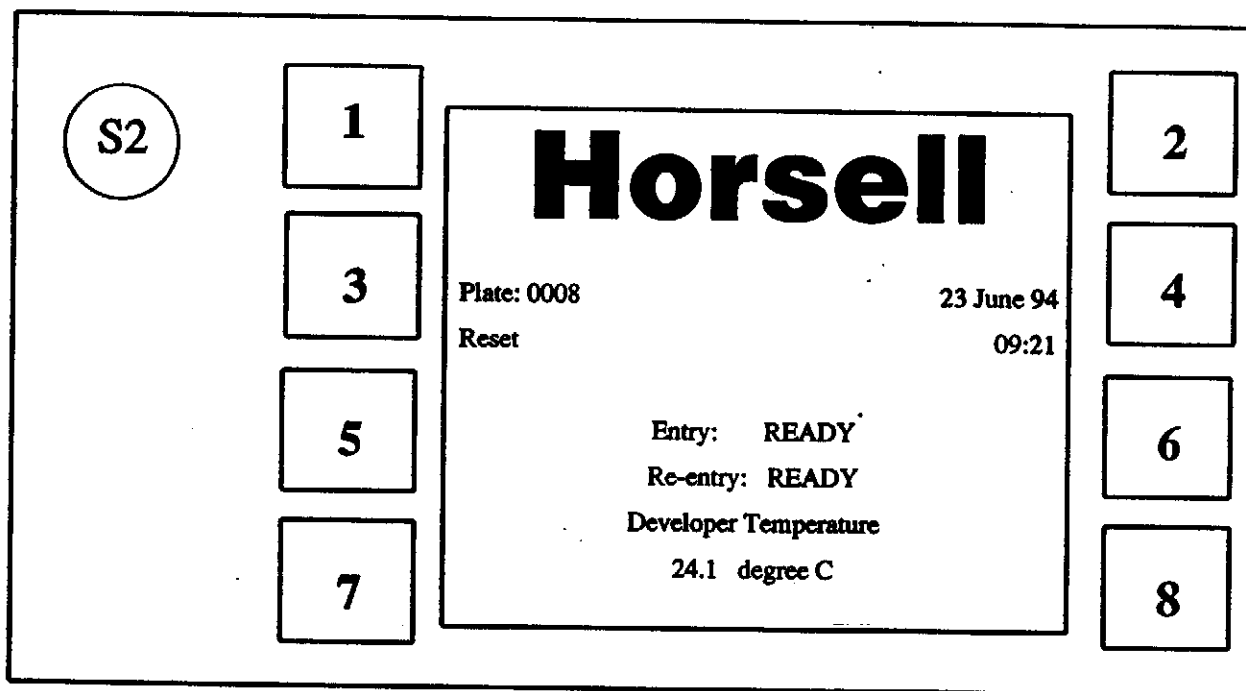 S2
1
2
Horsell
3
4
Plate: 0008
23 June 94
Reset
09:21
5
6
Entry: READY
Re-entry: READY
Developer Temperature
24.1 degree C
7
8